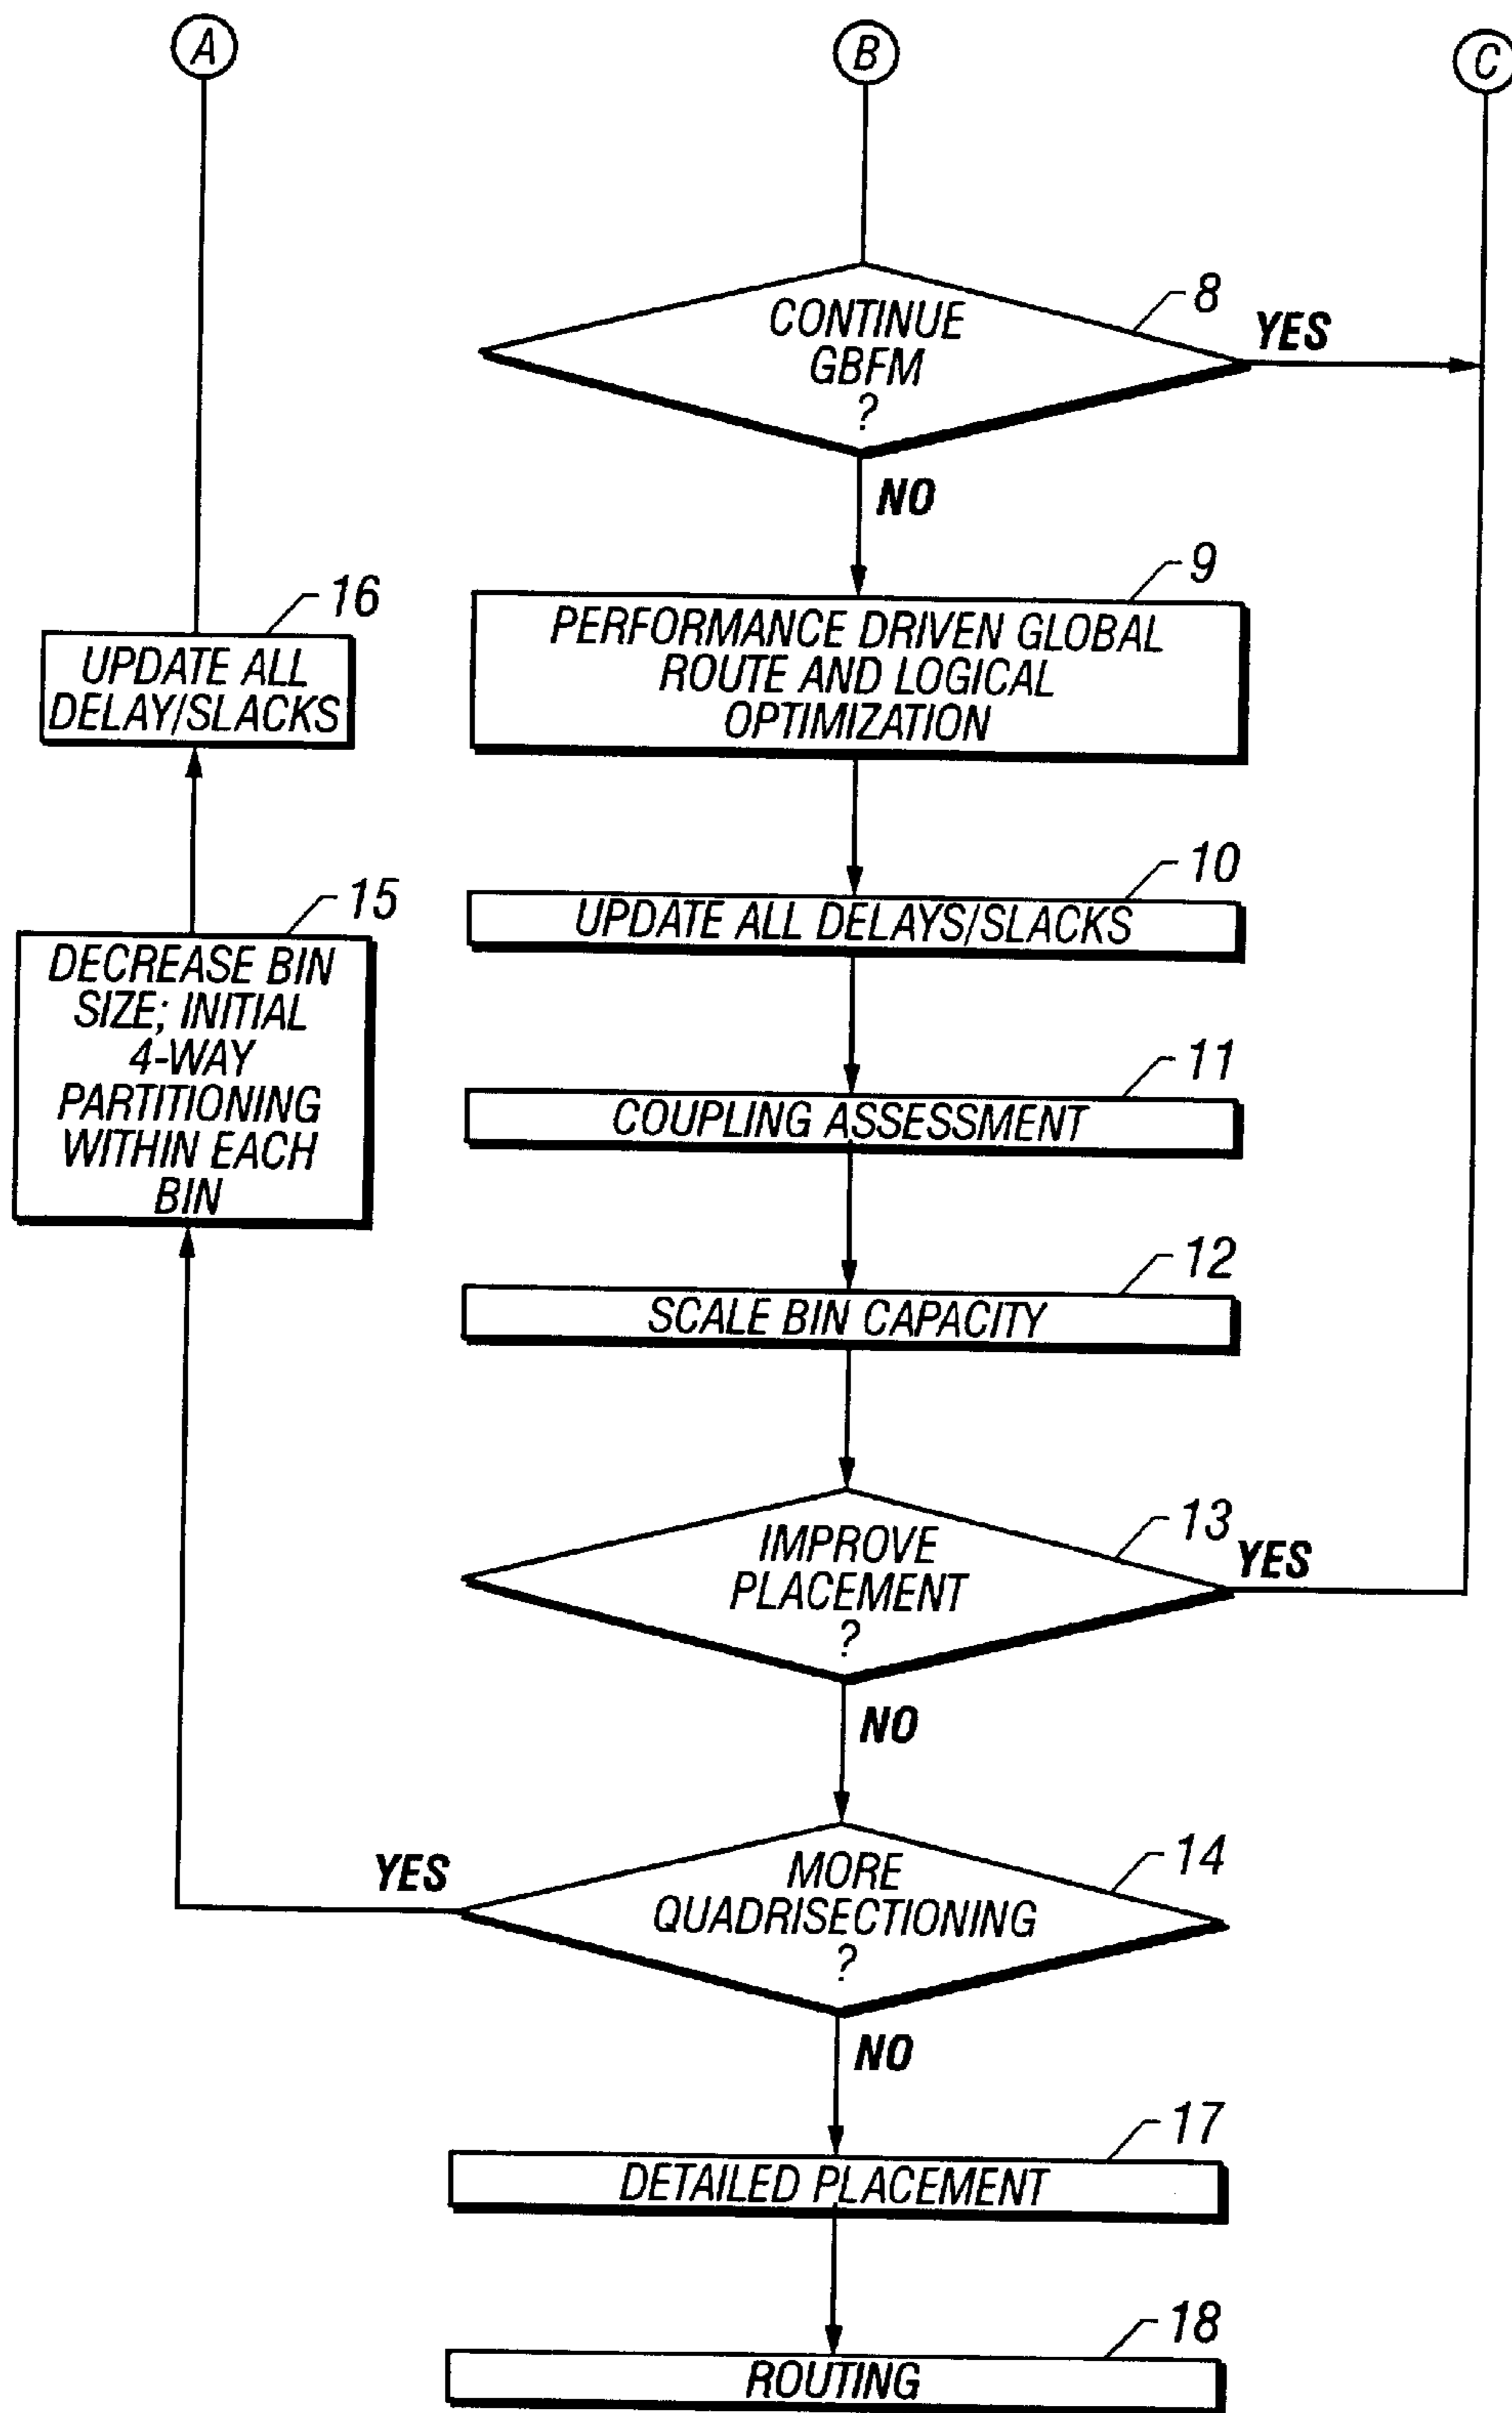 A
B
C
8
CONTINUE
GBFM
?
YES
NO
9
PERFORMANCE DRIVEN GLOBAL
ROUTE AND LOGICAL
OPTIMIZATION
16
UPDATE ALL
DELAY/SLACKS
10
UPDATE ALL DELAYS/SLACKS
15
DECREASE BIN
SIZE; INITIAL
4-WAY
PARTITIONING
WITHIN EACH
BIN
11
COUPLING ASSESSMENT
12
SCALE BIN CAPACITY
13
IMPROVE
PLACEMENT
?
YES
NO
14
MORE
QUADRISECTIONING
?
YES
NO
17
DETAILED PLACEMENT
18
ROUTING